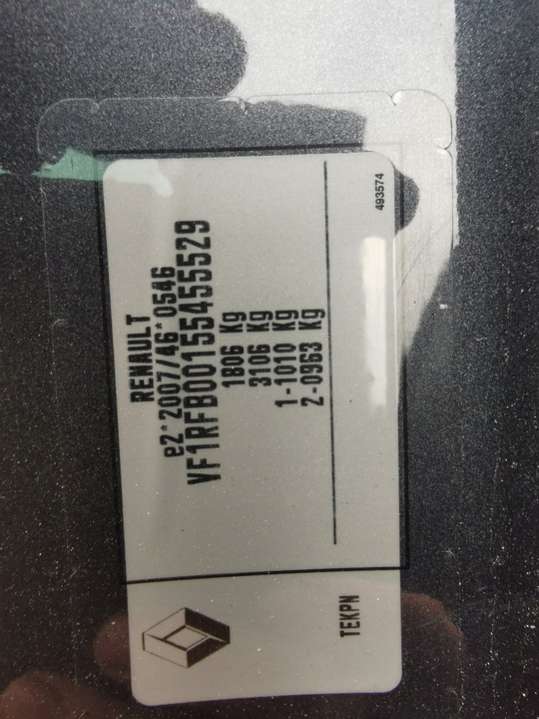 RENAULT
e2*2007/46*0546
VF1RFB00155455529
1806 Kg
3106 Kg
1-1010 Kg
2-0963 Kg
493574
TEKPN